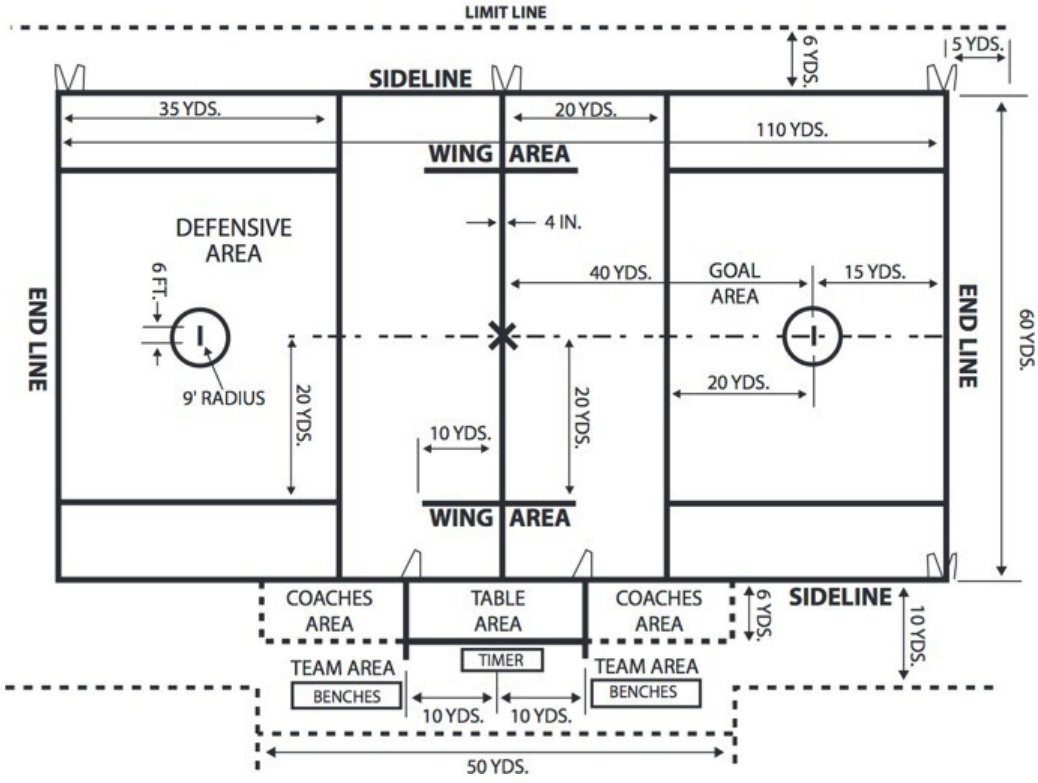 LIMIT LINE
6 YDS.
5 YDS.
SIDELINE
35 YDS.
20 YDS.
110 YDS.
WING AREA
4 IN.
DEFENSIVE
AREA
40 YDS.
GOAL
AREA
15 YDS.
6 FT.
END LINE
END LINE
60 YDS.
9' RADIUS
20 YDS.
20 YDS.
20 YDS.
10 YDS.
WING AREA
COACHES
AREA
TABLE
AREA
COACHES
AREA
6 YDS.
SIDELINE
10 YDS.
TEAM AREA
TIMER
TEAM AREA
BENCHES
BENCHES
10 YDS.
10 YDS.
50 YDS.